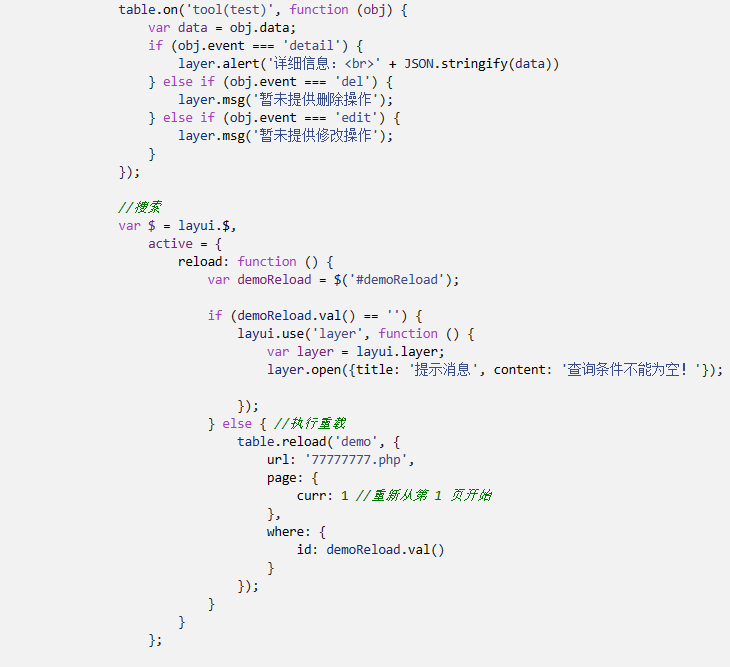 table.on('tool(test)', function (obj) {
    var data = obj.data;
    if (obj.event === 'detail') {
        layer.alert('详细信息：<br>' + JSON.stringify(data))
    } else if (obj.event === 'del') {
        layer.msg('暂未提供删除操作');
    } else if (obj.event === 'edit') {
        layer.msg('暂未提供修改操作');
    }
});

//搜索
var $ = layui.$,
    active = {
        reload: function () {
            var demoReload = $('#demoReload');

            if (demoReload.val() == '') {
                layui.use('layer', function () {
                    var layer = layui.layer;
                    layer.open({title: '提示消息', content: '查询条件不能为空！'});

                });
            } else { //执行重载
                table.reload('demo', {
                    url: '77777777.php',
                    page: {
                        curr: 1 //重新从第 1 页开始
                    },
                    where: {
                        id: demoReload.val()
                    }
                });
            }
        }
    };